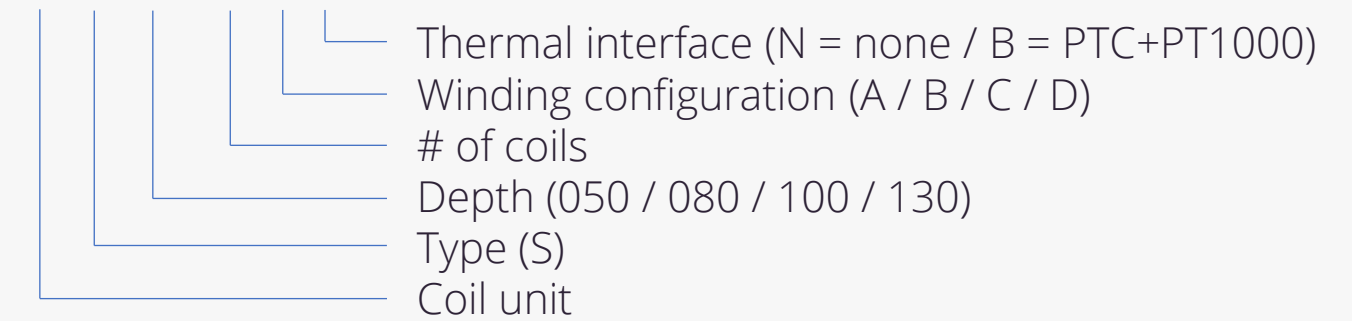 Thermal interface (N = none / B = PTC+PT1000)
Winding configuration (A / B / C / D)
# of coils
Depth (050 / 080 / 100 / 130)
Type (S)
Coil unit